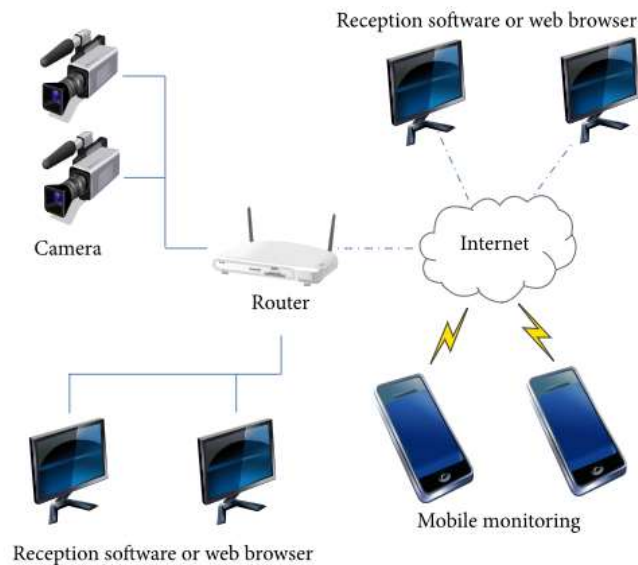 Reception software or web browser
Camera
Internet
Router
Mobile monitoring
Reception software or web browser